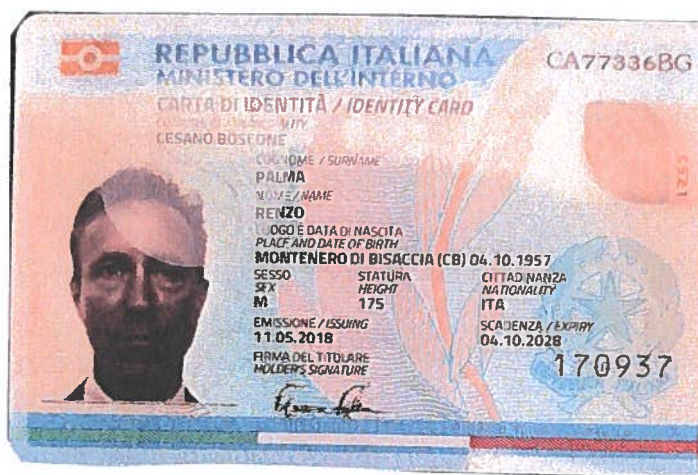 REPUBBLICA ITALIANA
MINISTERO DELL'INTERNO
CA77336BG
CARTA DI IDENTITÀ / IDENTITY CARD
CESANO BOSCONE
COGNOME / SURNAME
PALMA
NOME / NAME
RENZO
LUOGO E DATA DI NASCITA
PLACE AND DATE OF BIRTH
MONTENERO DI BISACCIA (CB) 04.10.1957
SESSO STATURA CITTADINANZA
SEX HEIGHT NATIONALITY
M 175 ITA
EMISSIONE / ISSUING SCADENZA / EXPIRY
11.05.2018 04.10.2028
170937
FIRMA DEL TITOLARE
HOLDER'S SIGNATURE